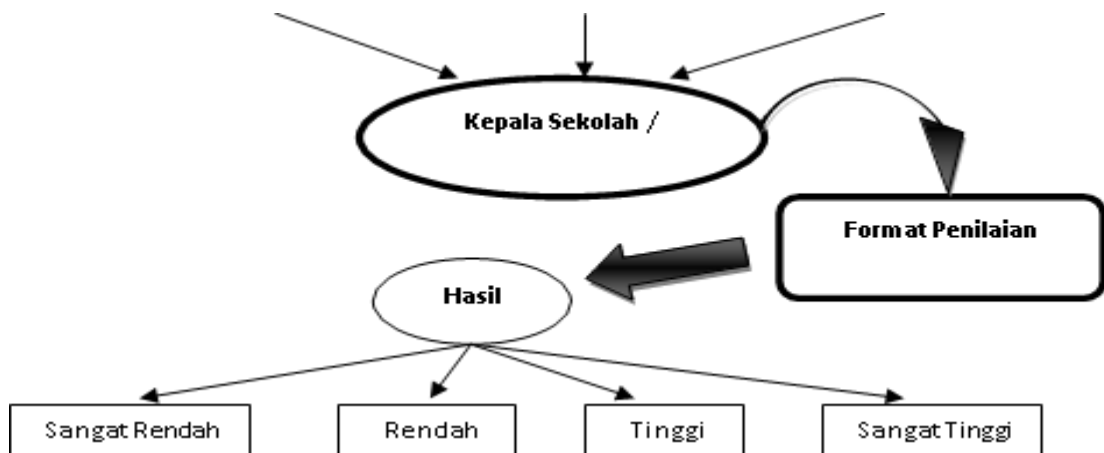 Kepala Sekolah /
Format Penilaian
Hasil
Sangat Rendah
Rendah
Tinggi
Sangat Tinggi